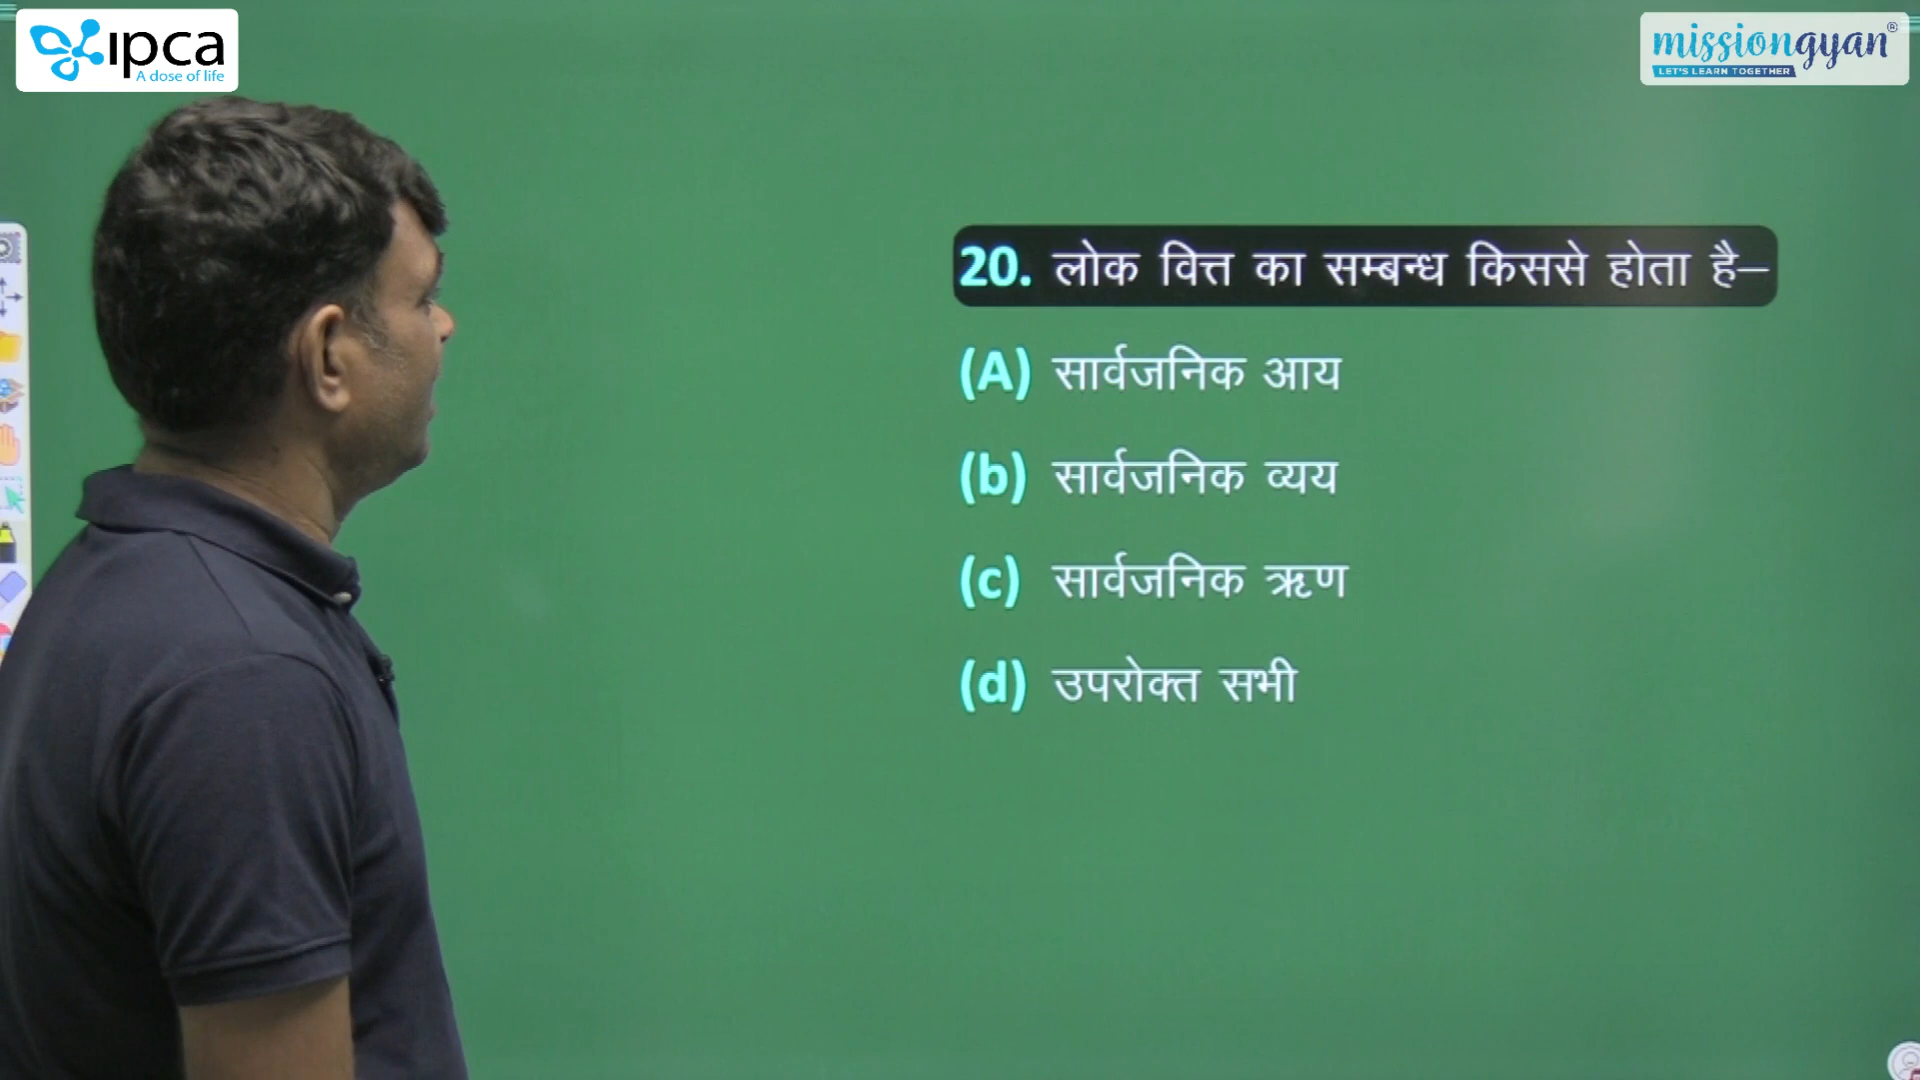 ipca
A dose of life
missiongyan®
LET'S LEARN TOGETHER
20. लोक वित्त का सम्बन्ध किससे होता है–
(A) सार्वजनिक आय
(b) सार्वजनिक व्यय
(c) सार्वजनिक ऋण
(d) उपरोक्त सभी